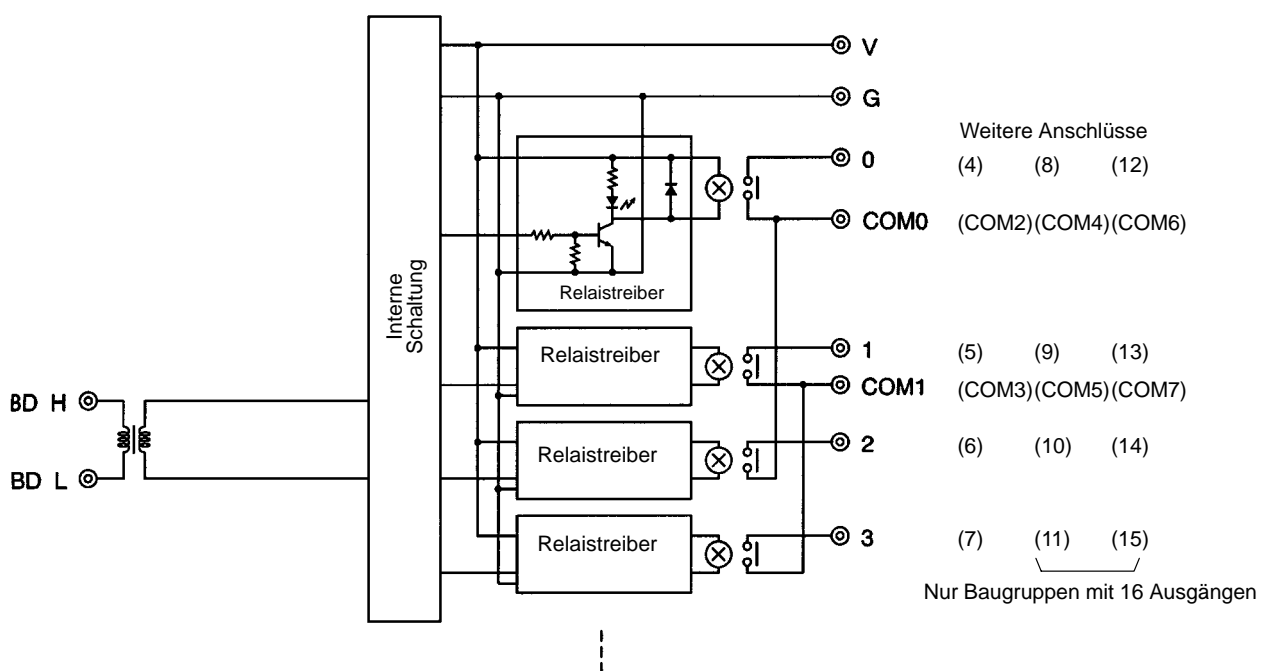 V
G
Weitere Anschlüsse
0 (4) (8) (12)
COM0 (COM2)(COM4)(COM6)
Relaistreiber
Interne
Schaltung
Relaistreiber
1 (5) (9) (13)
COM1 (COM3)(COM5)(COM7)
BD H
Relaistreiber
2 (6) (10) (14)
BD L
Relaistreiber
3 (7) (11) (15)
Nur Baugruppen mit 16 Ausgängen